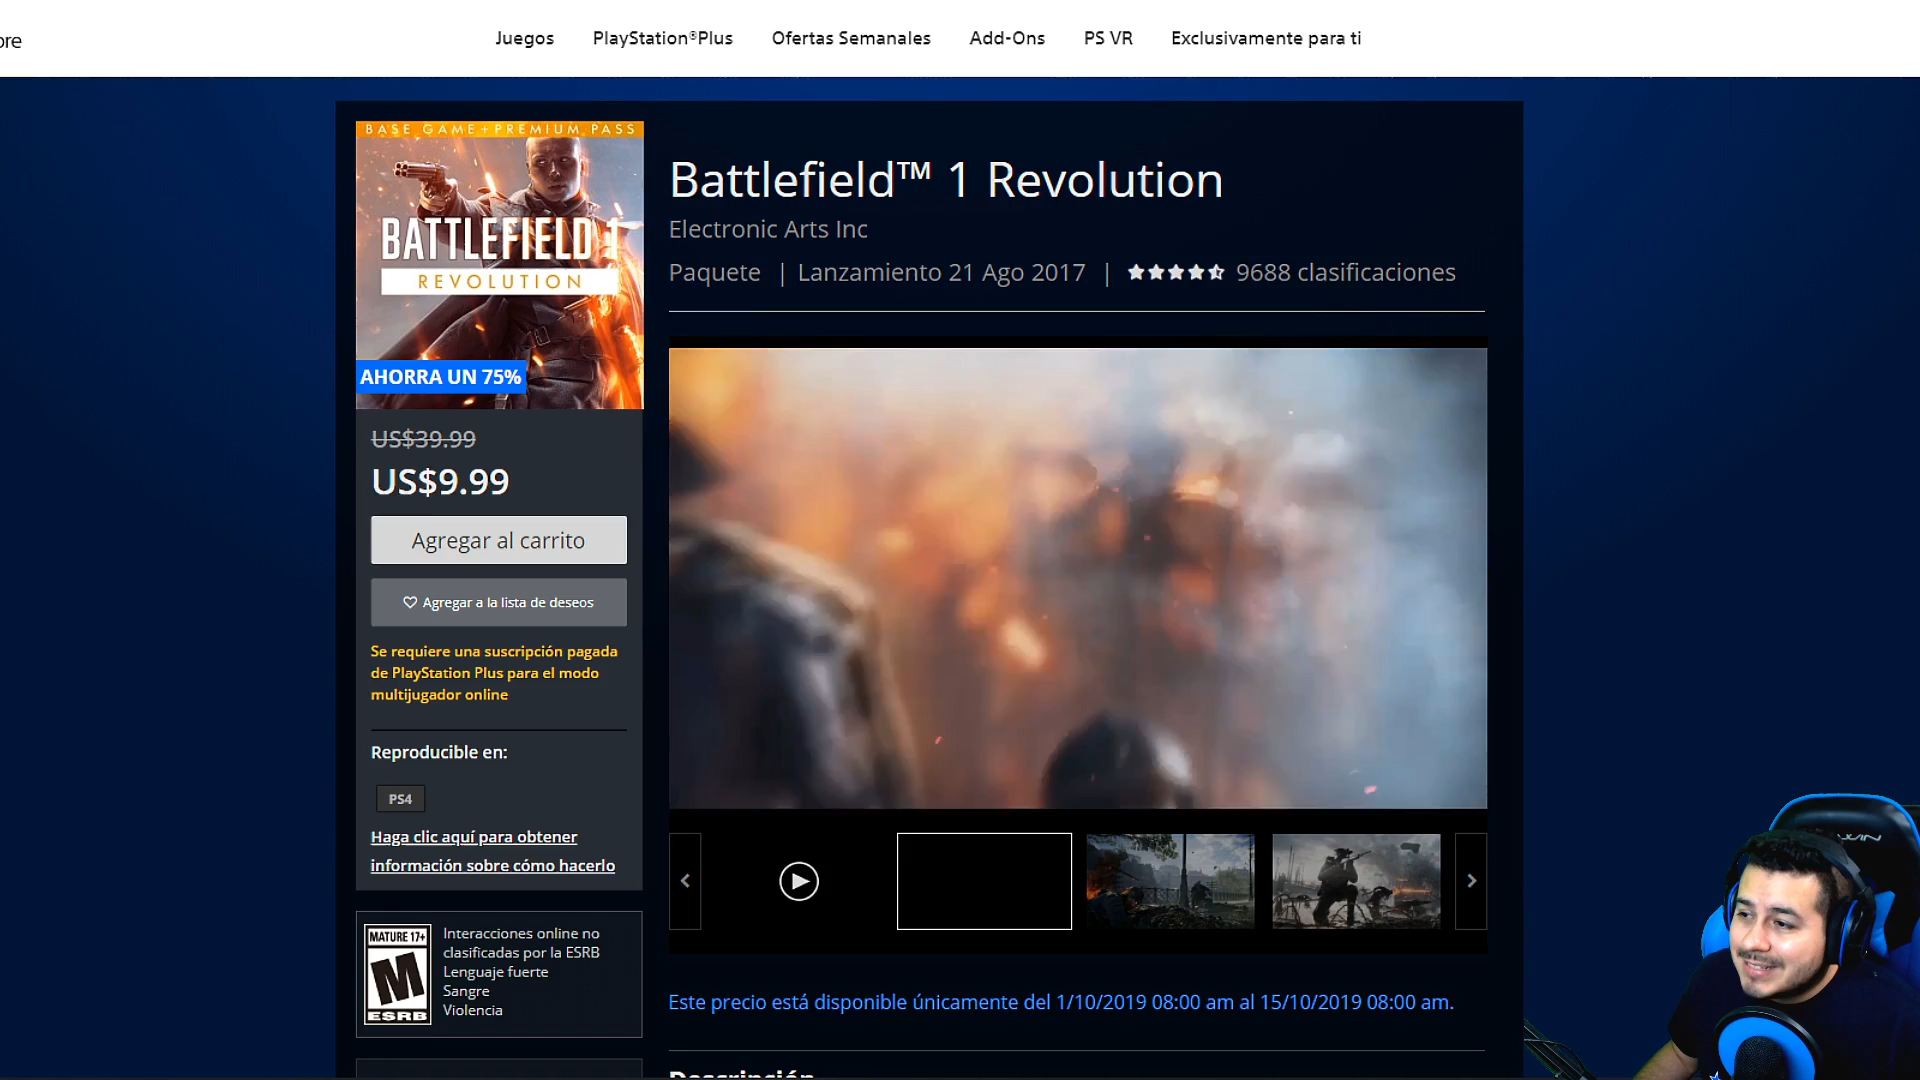 ore
Juegos
PlayStation®Plus
Ofertas Semanales
Add-Ons
PS VR
Exclusivamente para ti
BASE GAME+PREMIUM PASS
BATTLEFIELD 1
REVOLUTION
AHORRA UN 75%
US$39.99
US$9.99
Agregar al carrito
Agregar a la lista de deseos
Se requiere una suscripción pagada
de PlayStation Plus para el modo
multijugador online
Reproducible en:
PS4
Haga clic aquí para obtener
información sobre cómo hacerlo
MATURE 17+
M
ESRB
Interacciones online no
clasificadas por la ESRB
Lenguaje fuerte
Sangre
Violencia
Battlefield™ 1 Revolution
Electronic Arts Inc
Paquete | Lanzamiento 21 Ago 2017 | 9688 clasificaciones
Este precio está disponible únicamente del 1/10/2019 08:00 am al 15/10/2019 08:00 am.
Descripción